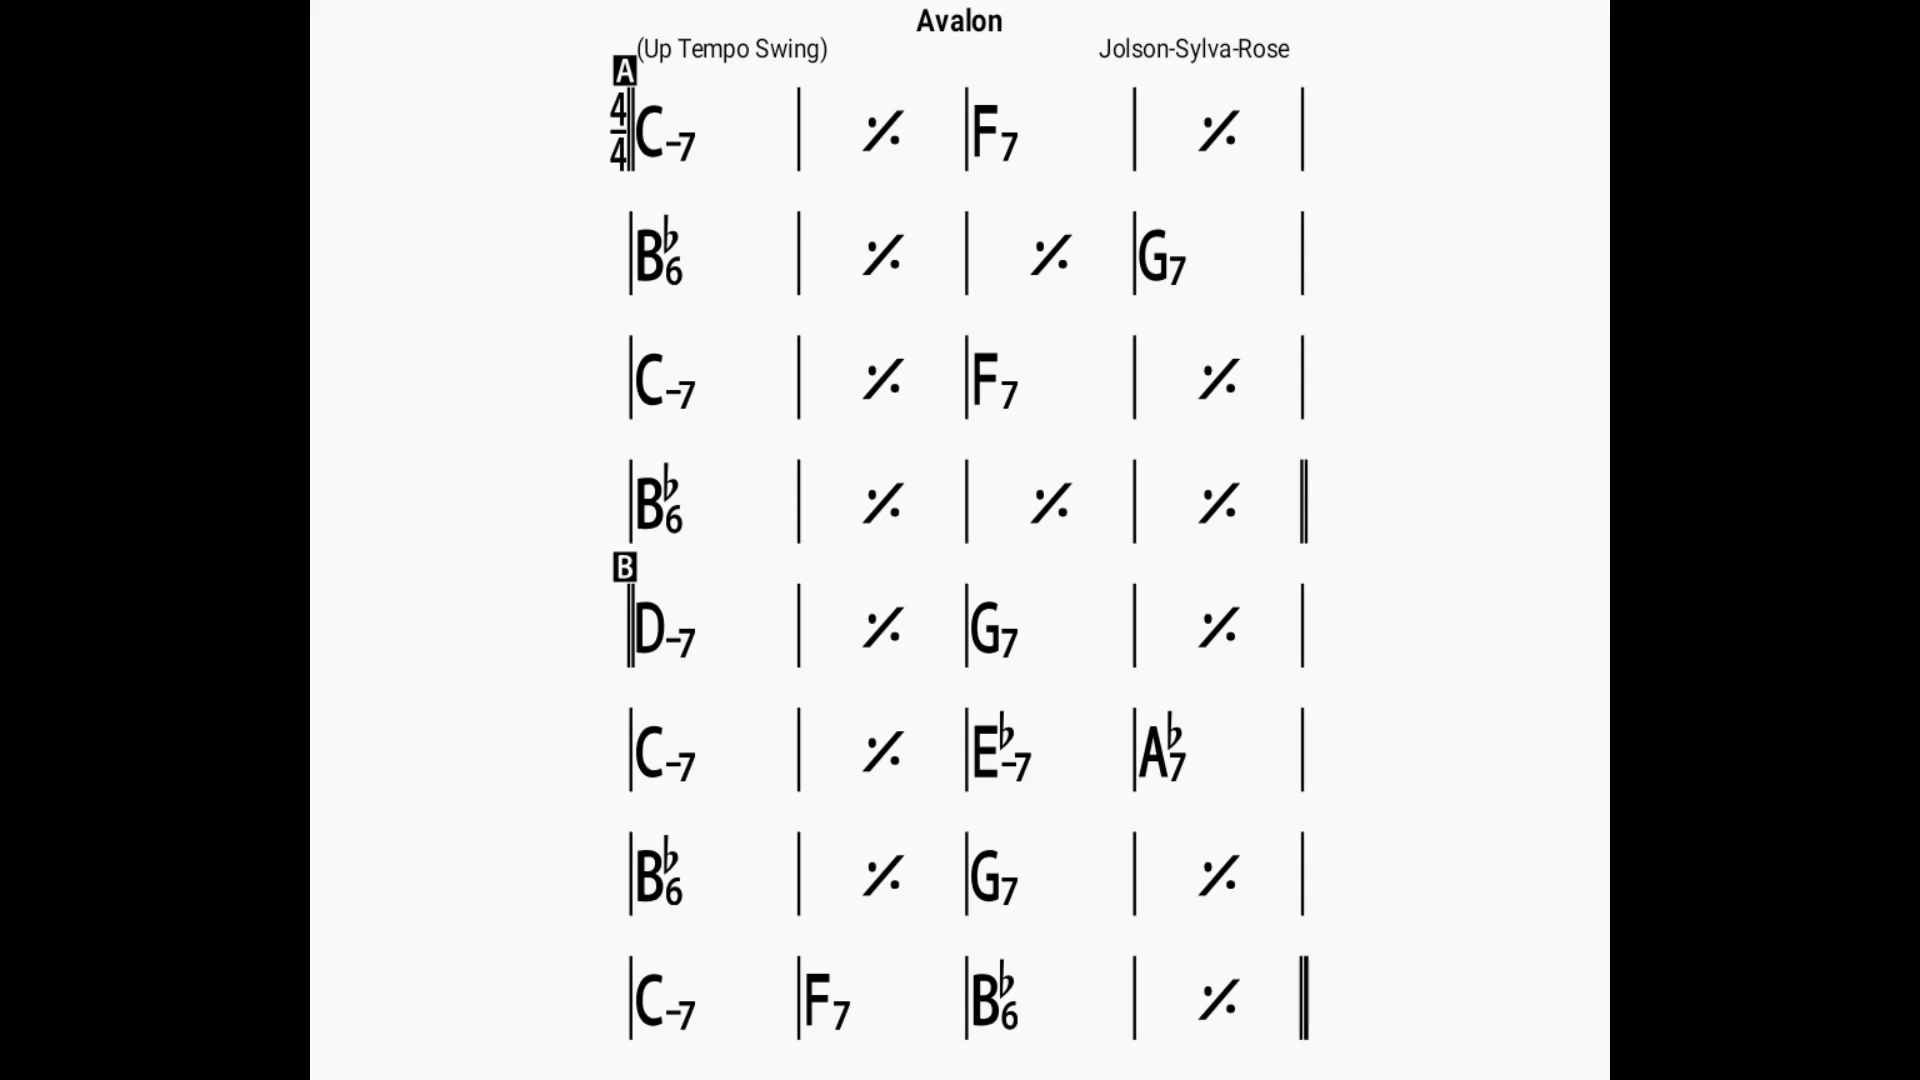 Avalon
(Up Tempo Swing) Jolson-Sylva-Rose
A
4/4 C-7 | 𝄎 | F7 | 𝄎 |
B♭6 | 𝄎 | 𝄎 | G7 |
C-7 | 𝄎 | F7 | 𝄎 |
B♭6 | 𝄎 | 𝄎 | 𝄎 ‖
B
D-7 | 𝄎 | G7 | 𝄎 |
C-7 | 𝄎 | E♭-7 | A♭7 |
B♭6 | 𝄎 | G7 | 𝄎 |
C-7 | F7 | B♭6 | 𝄎 ‖